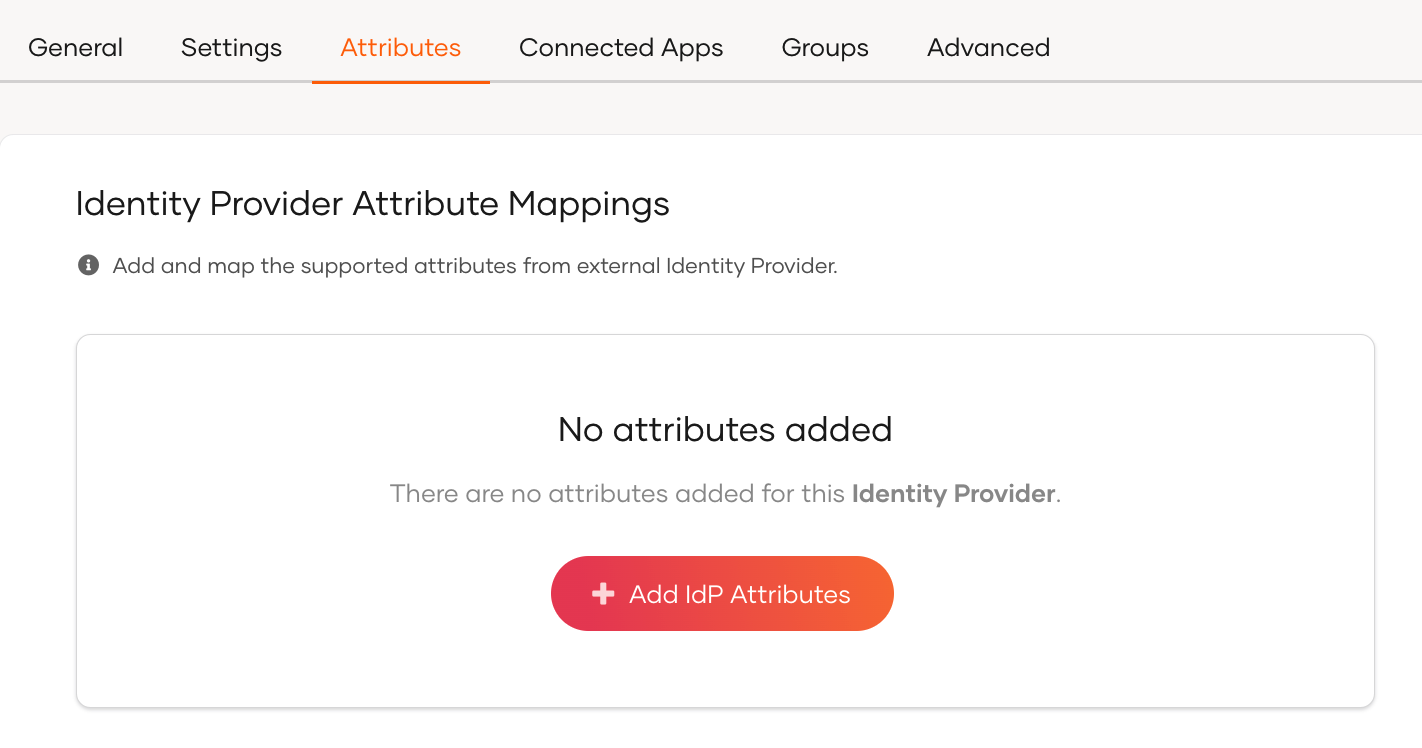 General Settings Attributes Connected Apps Groups Advanced
Identity Provider Attribute Mappings
Add and map the supported attributes from external Identity Provider.
No attributes added
There are no attributes added for this Identity Provider.
Add IdP Attributes